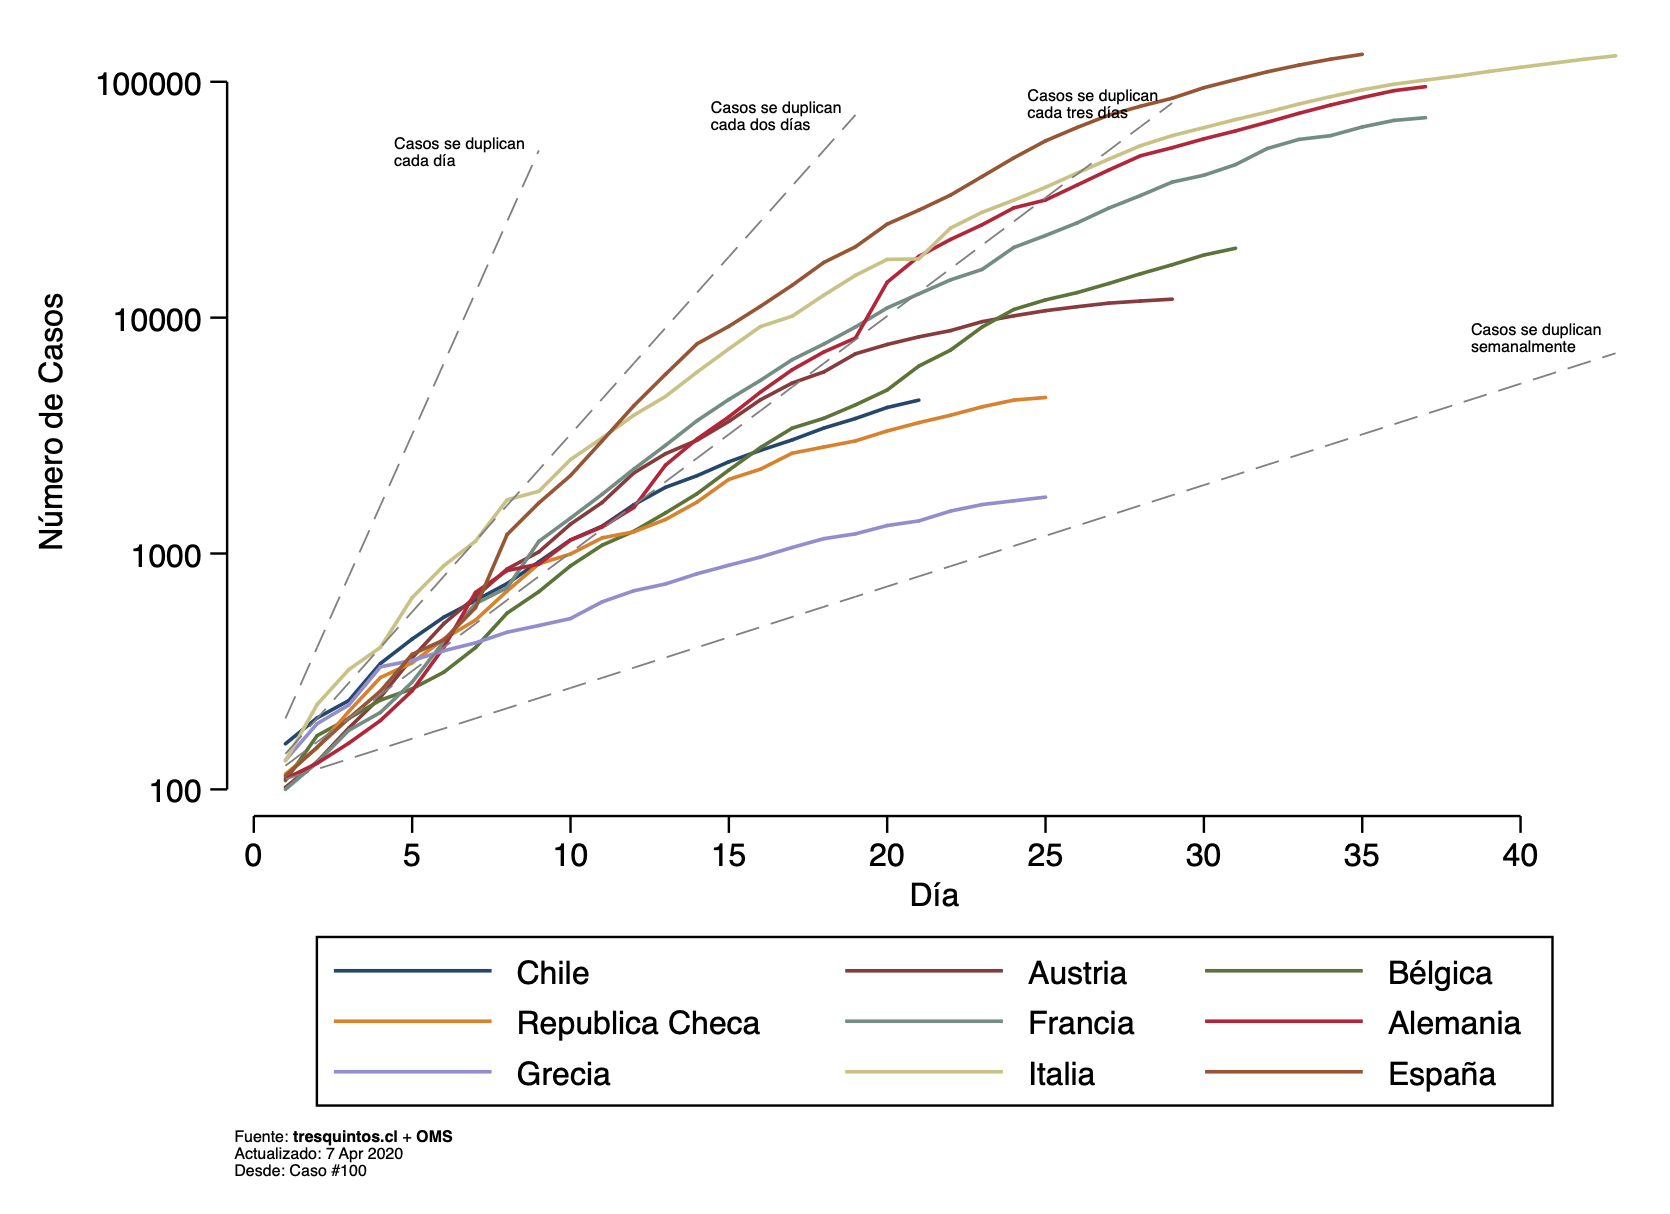 Casos se duplican
cada día
Casos se duplican
cada dos días
Casos se duplican
cada tres días
Casos se duplican
semanalmente
Número de Casos
100000
10000
1000
100
0 5 10 15 20 25 30 35 40
Día
Chile Austria Bélgica
Republica Checa Francia Alemania
Grecia Italia España
Fuente: tresquintos.cl + OMS
Actualizado: 7 Apr 2020
Desde: Caso #100